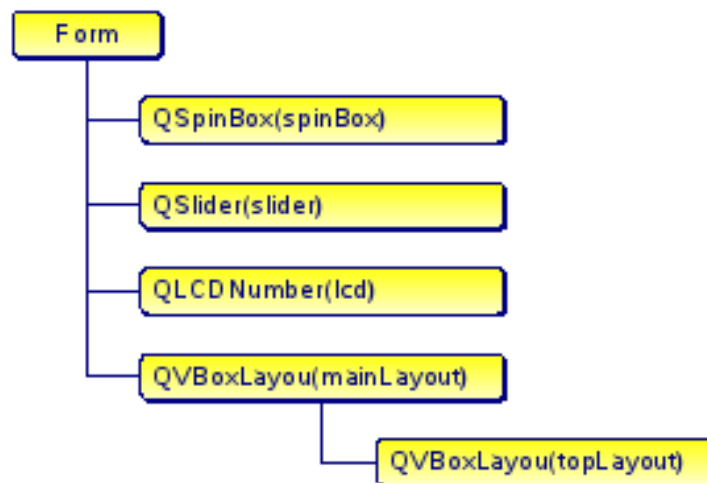 Form
QSpinBox(spinBox)
QSlider(slider)
QLCDNumber(lcd)
QVBoxLayou(mainLayout)
QVBoxLayou(topLayout)